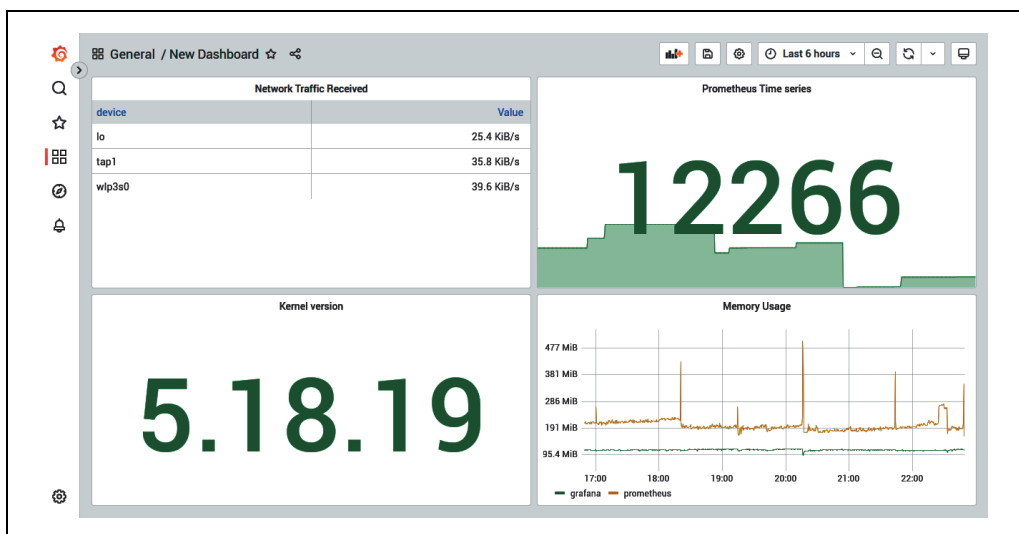 General / New Dashboard
Last 6 hours
Network Traffic Received
device Value
lo 25.4 KiB/s
tap1 35.8 KiB/s
wlp3s0 39.6 KiB/s
Prometheus Time series
12266
Kernel version
5.18.19
Memory Usage
477 MiB
381 MiB
286 MiB
191 MiB
95.4 MiB
17:00 18:00 19:00 20:00 21:00 22:00
grafana prometheus